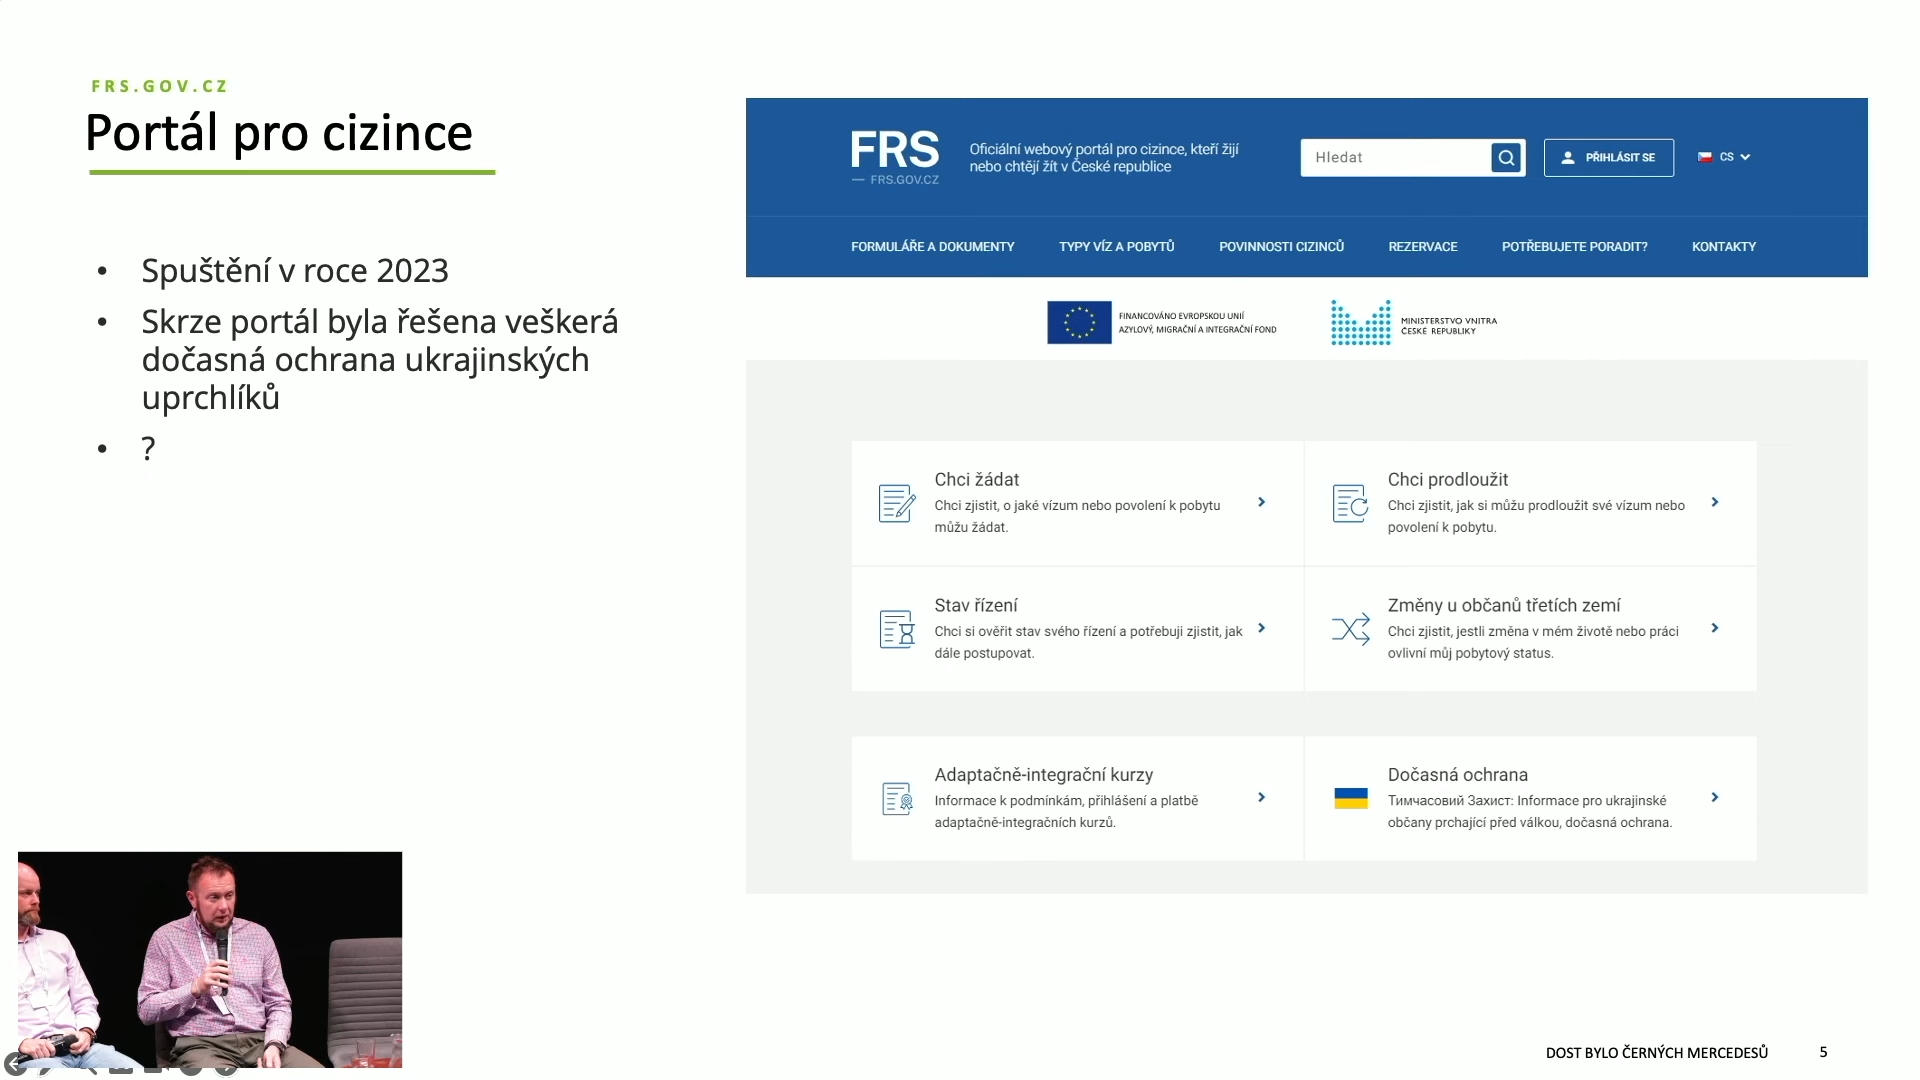 FRS.GOV.CZ
Portál pro cizince
• Spuštění v roce 2023
• Skrze portál byla řešena veškerá
dočasná ochrana ukrajinských
uprchlíků
• ?
FRS
— FRS.GOV.CZ
Oficiální webový portál pro cizince, kteří žijí
nebo chtějí žít v České republice
Hledat
PŘIHLÁSIT SE
CS
FORMULÁŘE A DOKUMENTY
TYPY VÍZ A POBYTŮ
POVINNOSTI CIZINCŮ
REZERVACE
POTŘEBUJETE PORADIT?
KONTAKTY
FINANCOVÁNO EVROPSKOU UNIÍ
AZYLOVÝ, MIGRAČNÍ A INTEGRAČNÍ FOND
MINISTERSTVO VNITRA
ČESKÉ REPUBLIKY
Chci žádat
Chci zjistit, o jaké vízum nebo povolení k pobytu
můžu žádat.
Chci prodloužit
Chci zjistit, jak si můžu prodloužit své vízum nebo
povolení k pobytu.
Stav řízení
Chci si ověřit stav svého řízení a potřebuji zjistit, jak
dále postupovat.
Změny u občanů třetích zemí
Chci zjistit, jestli změna v mém životě nebo práci
ovlivní můj pobytový status.
Adaptačně-integrační kurzy
Informace k podmínkám, přihlášení a platbě
adaptačně-integračních kurzů.
Dočasná ochrana
Тимчасовий Захист: Informace pro ukrajinské
občany prchající před válkou, dočasná ochrana.
DOST BYLO ČERNÝCH MERCEDESŮ
5